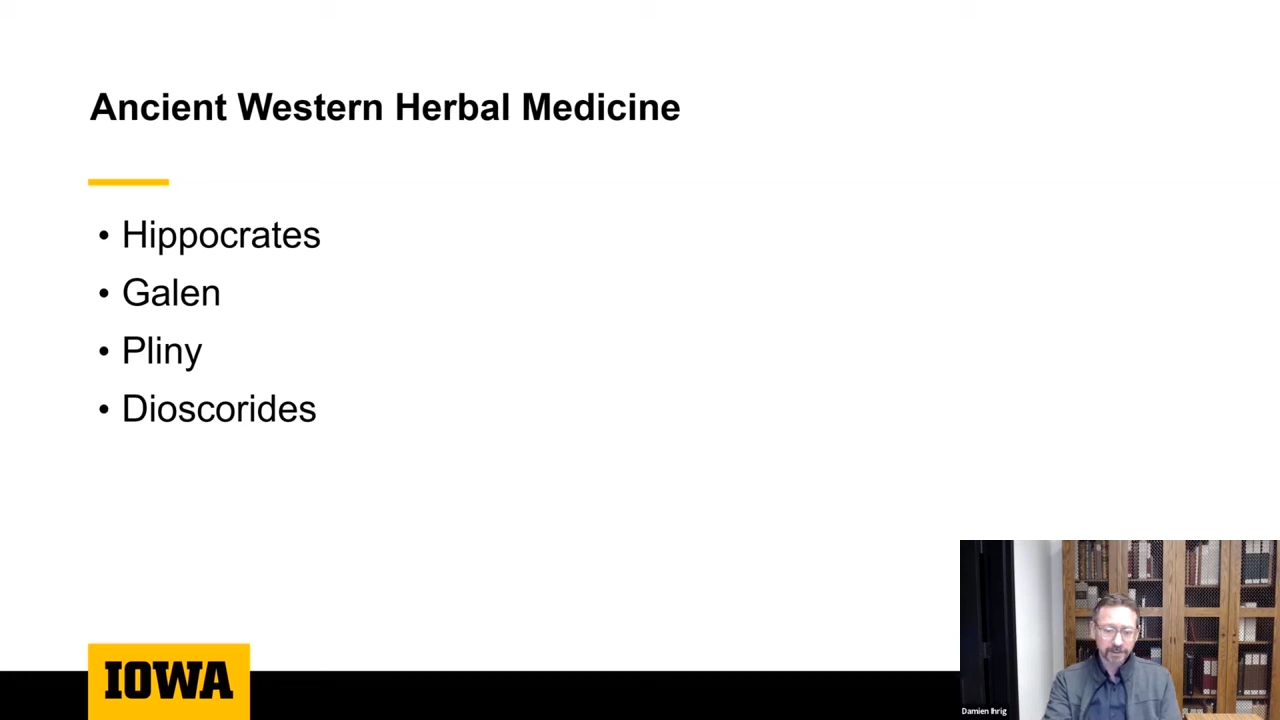 Ancient Western Herbal Medicine
• Hippocrates
• Galen
• Pliny
• Dioscorides
IOWA
Damien Ihrig